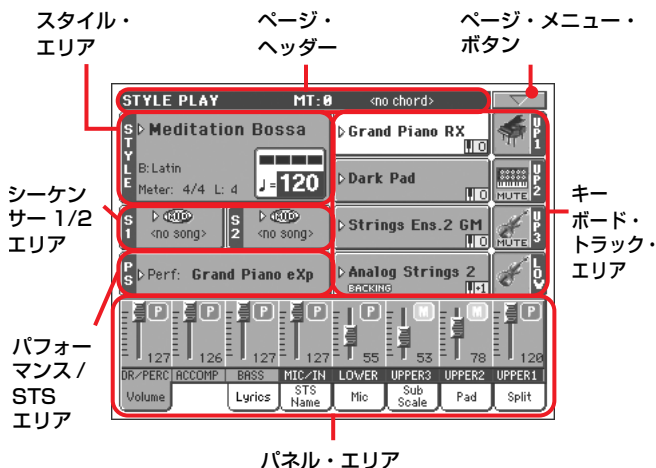 スタイル・
エリア
ページ・
ヘッダー
ページ・メニュー・
ボタン
STYLE PLAY MT:0 <no chord>
STYLE
Meditation Bossa
B:Latin
Meter: 4/4 L: 4
♩=120
Grand Piano RX
0
UP1
Dark Pad
0
MUTE
UP2
Strings Ens.2 GM
0
MUTE
UP3
Analog Strings 2
BACKING
+1
LOW
シーケン
サー 1/2
エリア
S1
MID
<no song>
S2
MID
<no song>
キー
ボード・
トラック・
エリア
PS
Perf: Grand Piano eXp
パフォー
マンス /
STS
エリア
P P P P P M M P
127 126 127 127 55 53 78 120
DR/PERC ACCOMP BASS MIC/IN LOWER UPPER3 UPPER2 UPPER1
Volume Lyrics STS Name Mic Sub Scale Pad Split
パネル・エリア